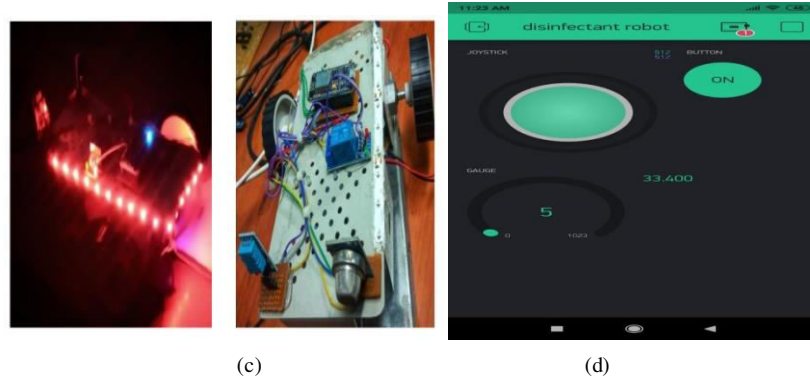 11:23 AM
disinfectant robot
JOYSTICK
512
512
BUTTON
ON
GAUGE
33.400
5
0
1023
(c)
(d)